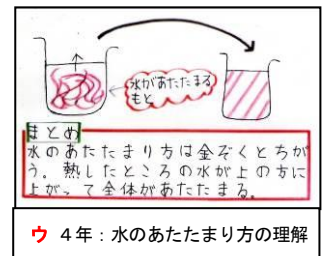 水があたたまる
もと
まとめ
水のあたたまり方は金ぞくとちが
う。熱したところの水が上の方に
上がって全体があたたまる。
ウ 4年：水のあたたまり方の理解